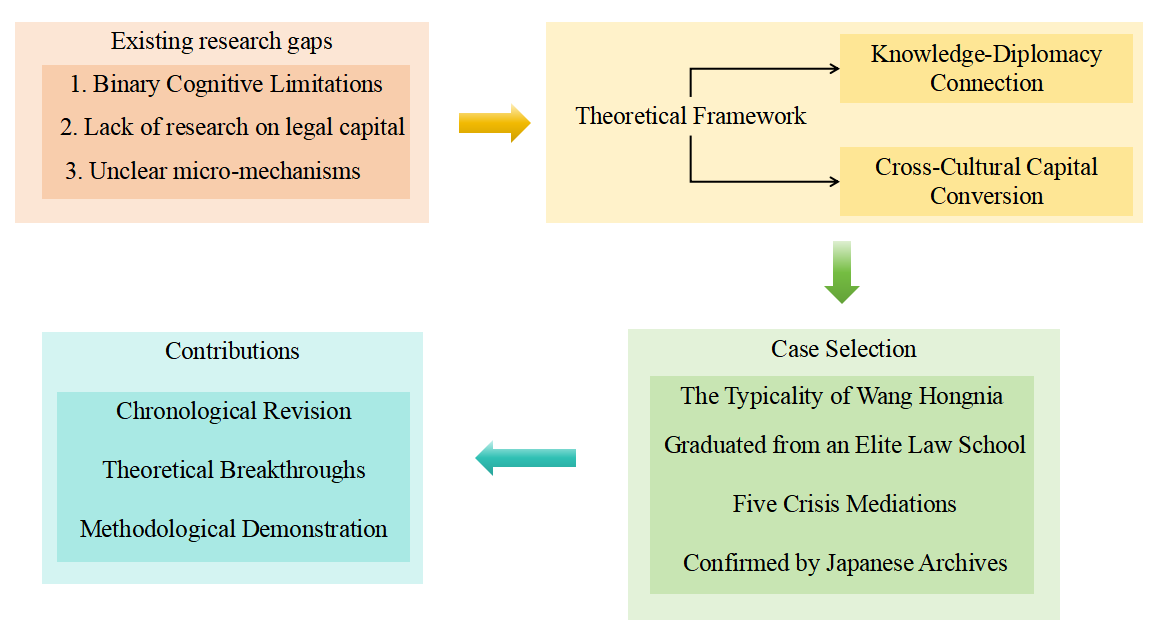 Existing research gaps
1. Binary Cognitive Limitations
2. Lack of research on legal capital
3. Unclear micro-mechanisms
Theoretical Framework
Knowledge-Diplomacy
Connection
Cross-Cultural Capital
Conversion
Case Selection
The Typicality of Wang Hongnia
Graduated from an Elite Law School
Five Crisis Mediations
Confirmed by Japanese Archives
Contributions
Chronological Revision
Theoretical Breakthroughs
Methodological Demonstration